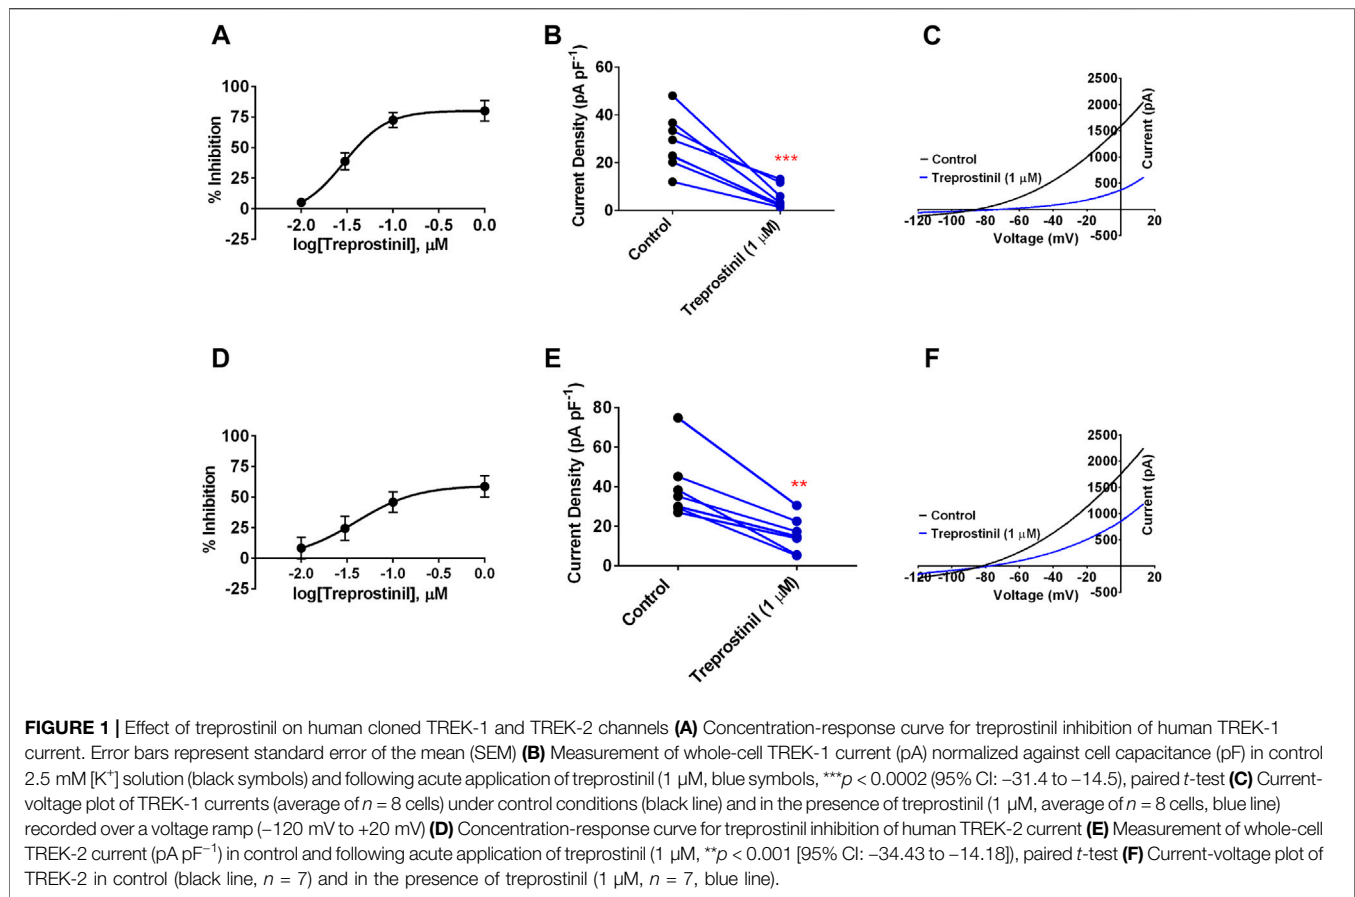 A
B
C
100
75
50
25
0
-25
% Inhibition
-2.0 -1.5 -1.0 -0.5 0.0
log[Treprostinil], μM
60
40
20
0
Current Density (pA pF⁻¹)
Control
Treprostinil (1 μM)
***
2500
2000
1500
1000
500
-500
Current (pA)
Control
Treprostinil (1 μM)
-120 -100 -80 -60 -40 -20 20
Voltage (mV)
D
E
F
100
75
50
25
0
-25
% Inhibition
-2.0 -1.5 -1.0 -0.5 0.0
log[Treprostinil], μM
80
60
40
20
0
Current Density (pA pF⁻¹)
Control
Treprostinil (1 μM)
**
2500
2000
1500
1000
500
-500
Current (pA)
Control
Treprostinil (1 μM)
-120 -100 -80 -60 -40 -20 20
Voltage (mV)
FIGURE 1 | Effect of treprostinil on human cloned TREK-1 and TREK-2 channels (A) Concentration-response curve for treprostinil inhibition of human TREK-1
current. Error bars represent standard error of the mean (SEM) (B) Measurement of whole-cell TREK-1 current (pA) normalized against cell capacitance (pF) in control
2.5 mM [K⁺] solution (black symbols) and following acute application of treprostinil (1 μM, blue symbols, ***p < 0.0002 (95% CI: −31.4 to −14.5), paired t-test (C) Current-
voltage plot of TREK-1 currents (average of n = 8 cells) under control conditions (black line) and in the presence of treprostinil (1 μM, average of n = 8 cells, blue line)
recorded over a voltage ramp (−120 mV to +20 mV) (D) Concentration-response curve for treprostinil inhibition of human TREK-2 current (E) Measurement of whole-cell
TREK-2 current (pA pF⁻¹) in control and following acute application of treprostinil (1 μM, **p < 0.001 [95% CI: −34.43 to −14.18]), paired t-test (F) Current-voltage plot of
TREK-2 in control (black line, n = 7) and in the presence of treprostinil (1 μM, n = 7, blue line).